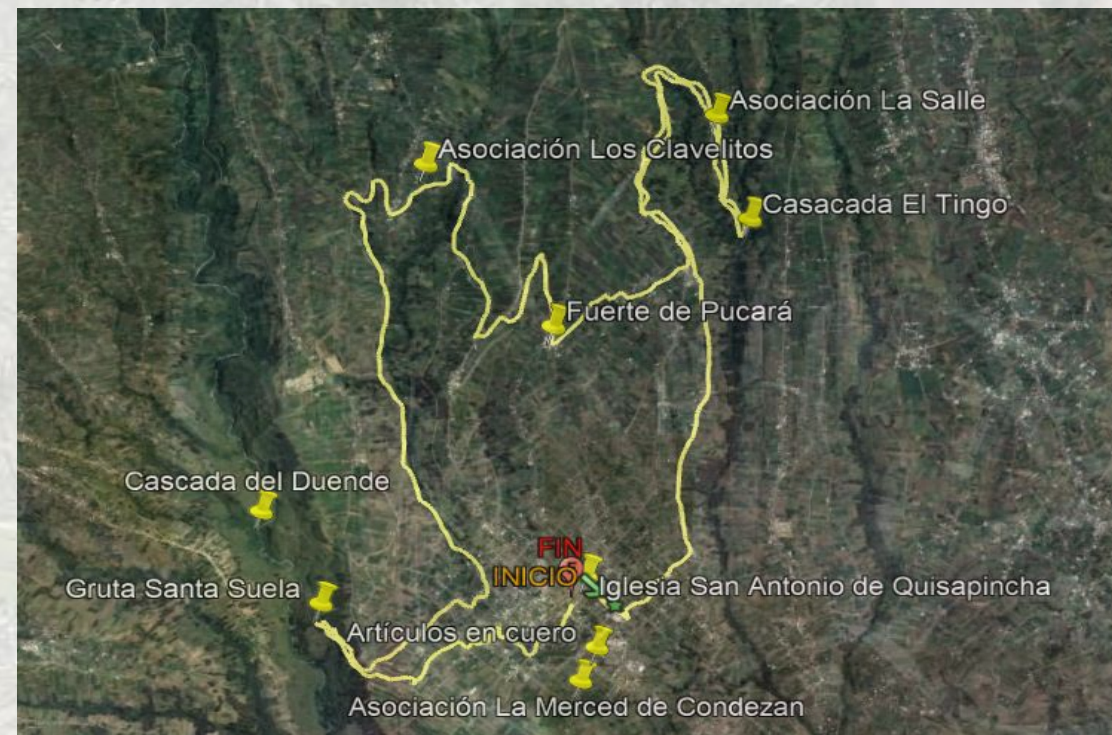 Asociación La Salle
Asociación Los Clavelitos
Casacada El Tingo
Fuerte de Pucará
Cascada del Duende
FIN
INICIO
Iglesia San Antonio de Quisapincha
Gruta Santa Suela
Artículos en cuero
Asociación La Merced de Condezan